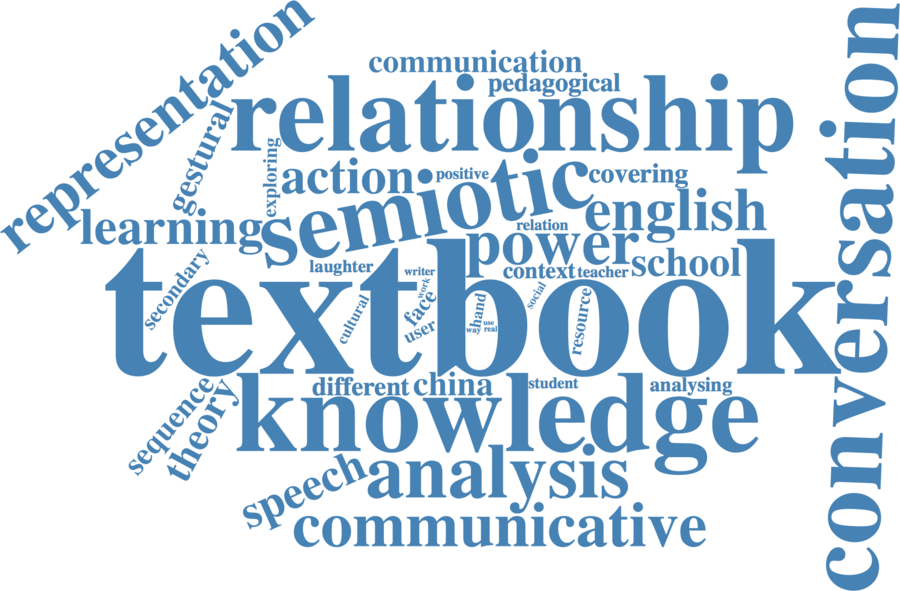 representation
communication
pedagogical
relationship
conversation
gestural
exploring
action
positive
covering
semiotic
learning
english
relation
power
laughter
writer
context
teacher
school
secondary
textbook
cultural
face
work
user
hand
way
use
real
social
resource
different
china
student
analysing
sequence
theory
knowledge
speech
analysis
communicative